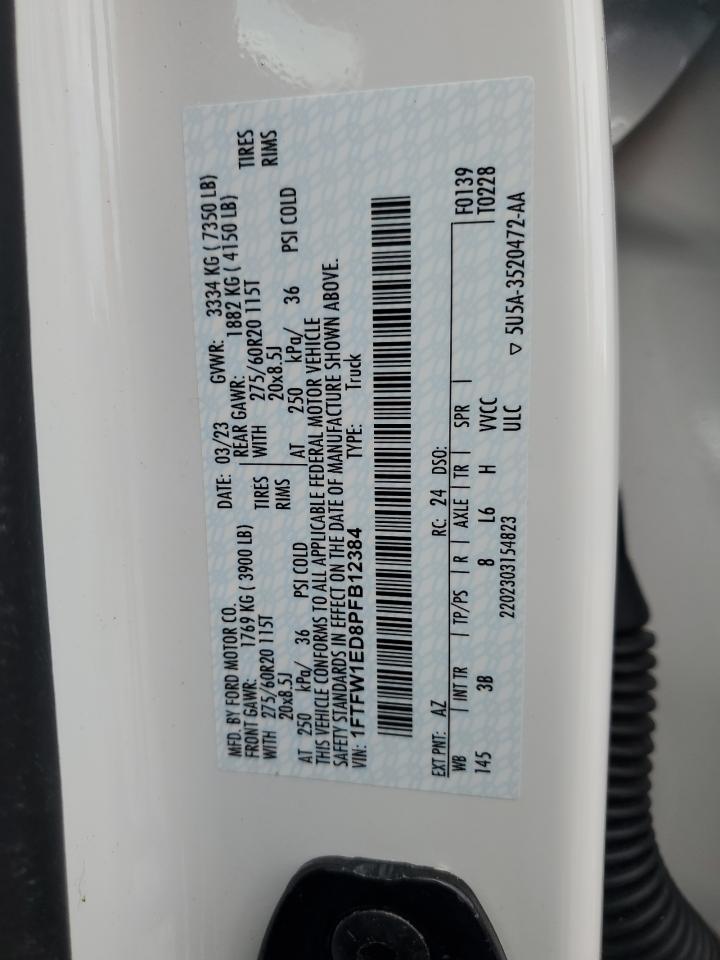 MFD. BY FORD MOTOR CO. DATE: 03/23 GVWR: 3334 KG ( 7350 LB)
FRONT GAWR: 1769 KG ( 3900 LB) REAR GAWR: 1882 KG ( 4150 LB)
WITH 275/60R20 115T TIRES WITH 275/60R20 115T TIRES
20x8.5J RIMS 20x8.5J RIMS
AT 250 kPa/ 36 PSI COLD AT 250 kPa/ 36 PSI COLD
THIS VEHICLE CONFORMS TO ALL APPLICABLE FEDERAL MOTOR VEHICLE
SAFETY STANDARDS IN EFFECT ON THE DATE OF MANUFACTURE SHOWN ABOVE.
VIN: 1FTFW1ED8PFB12384 TYPE: Truck
EXT PNT: AZ RC: 24 DSO: F0139
WB INT TR TP/PS R AXLE TR SPR T0228
145 3B 8 L6 H VVCC
2202303154823 ULC ▽ 5U5A-3520472-AA